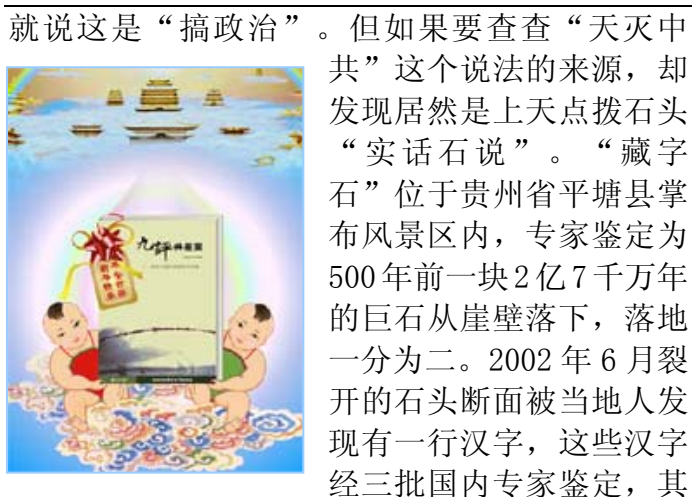 就说这是“搞政治”。但如果要查查“天灭中
共”这个说法的来源，却
发现居然是上天点拨石头
“实话石说”。“藏字
石”位于贵州省平塘县掌
布风景区内，专家鉴定为
500年前一块2亿7千万年
的巨石从崖壁落下，落地
一分为二。2002年6月裂
开的石头断面被当地人发
现有一行汉字，这些汉字
经三批国内专家鉴定，其
九评共产党